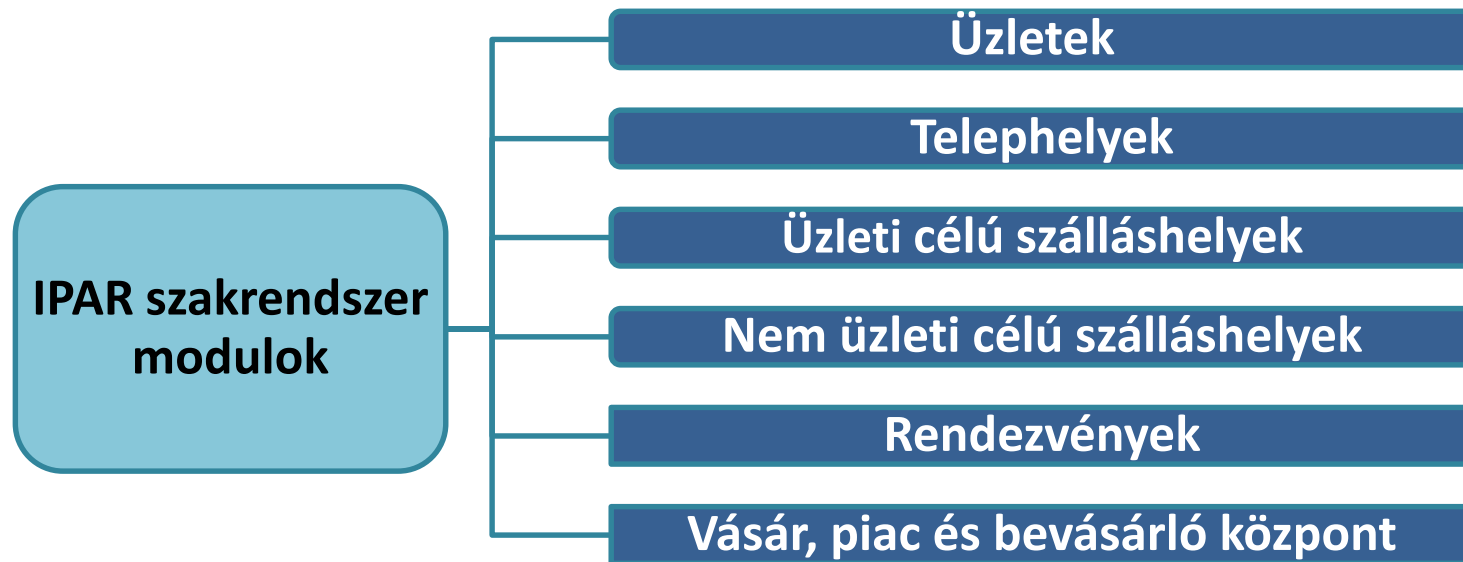 IPAR szakrendszer
modulok
Üzletek
Telephelyek
Üzleti célú szálláshelyek
Nem üzleti célú szálláshelyek
Rendezvények
Vásár, piac és bevásárló központ